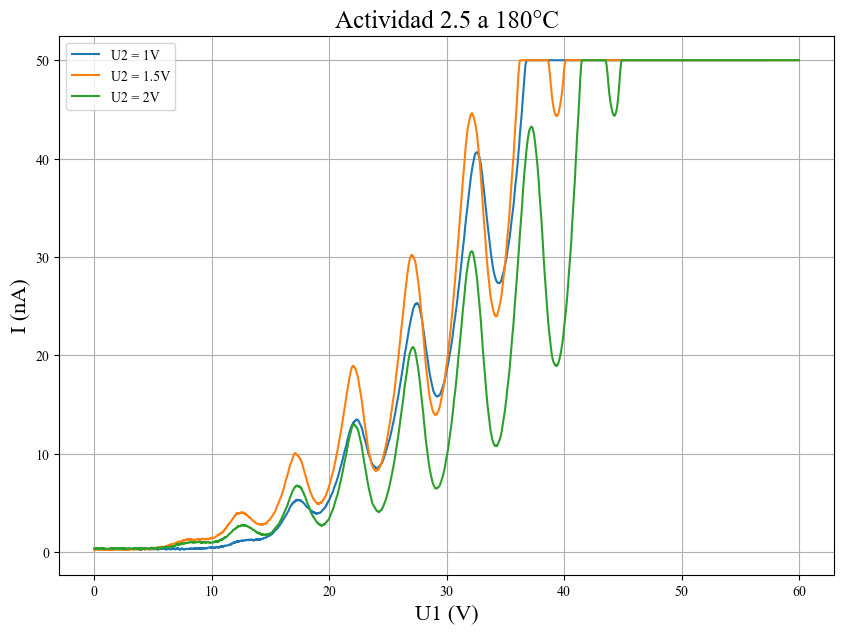 Actividad 2.5 a 180°C
U2 = 1V
U2 = 1.5V
U2 = 2V
50
40
30
20
10
0
I (nA)
0 10 20 30 40 50 60
U1 (V)